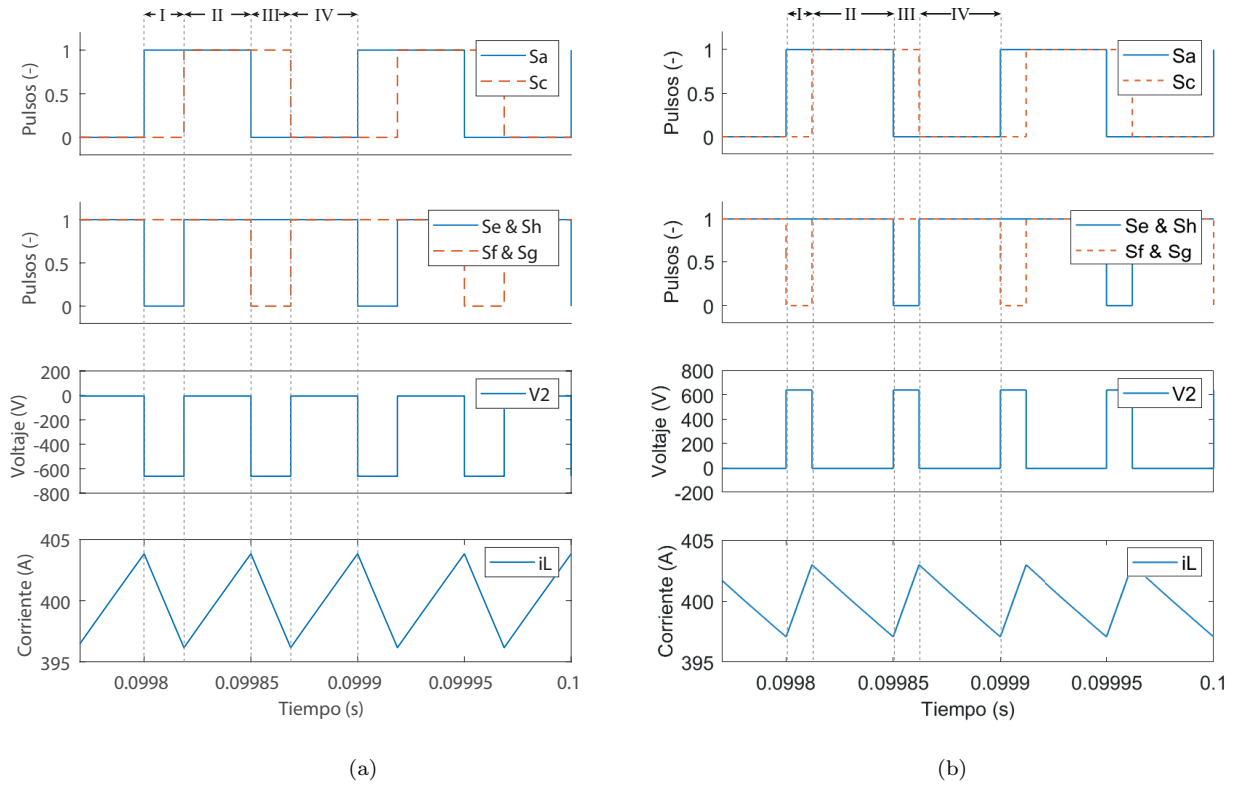 I II III IV
Pulsos (-)
1
0.5
0
Sa
Sc
Pulsos (-)
1
0.5
0
Se & Sh
Sf & Sg
Voltaje (V)
200
0
-200
-400
-600
-800
V2
Corriente (A)
405
400
395
iL
0.0998 0.09985 0.0999 0.09995 0.1
Tiempo (s)
(a)
I II III IV
Pulsos (-)
1
0.5
0
Sa
Sc
Pulsos (-)
1
0.5
0
Se & Sh
Sf & Sg
Voltaje (V)
800
600
400
200
0
-200
V2
Corriente (A)
405
400
395
iL
0.0998 0.09985 0.0999 0.09995 0.1
Tiempo (s)
(b)